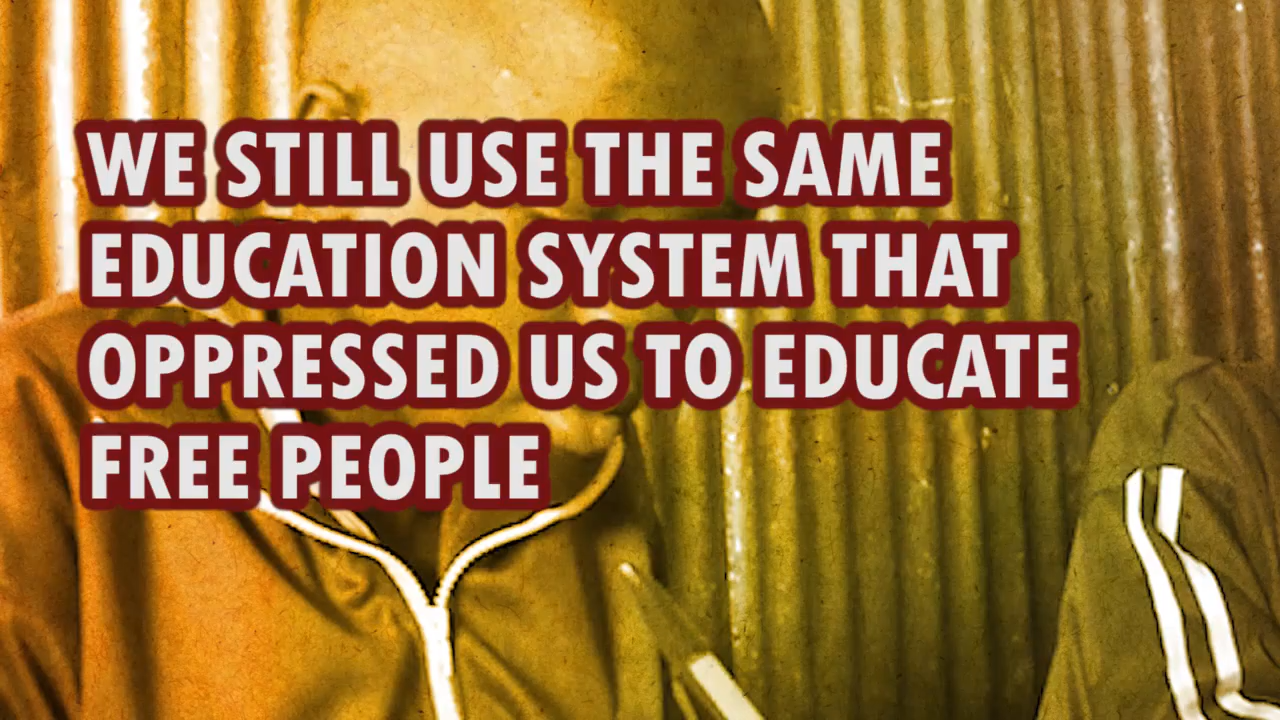 WE STILL USE THE SAME
EDUCATION SYSTEM THAT
OPPRESSED US TO EDUCATE
FREE PEOPLE